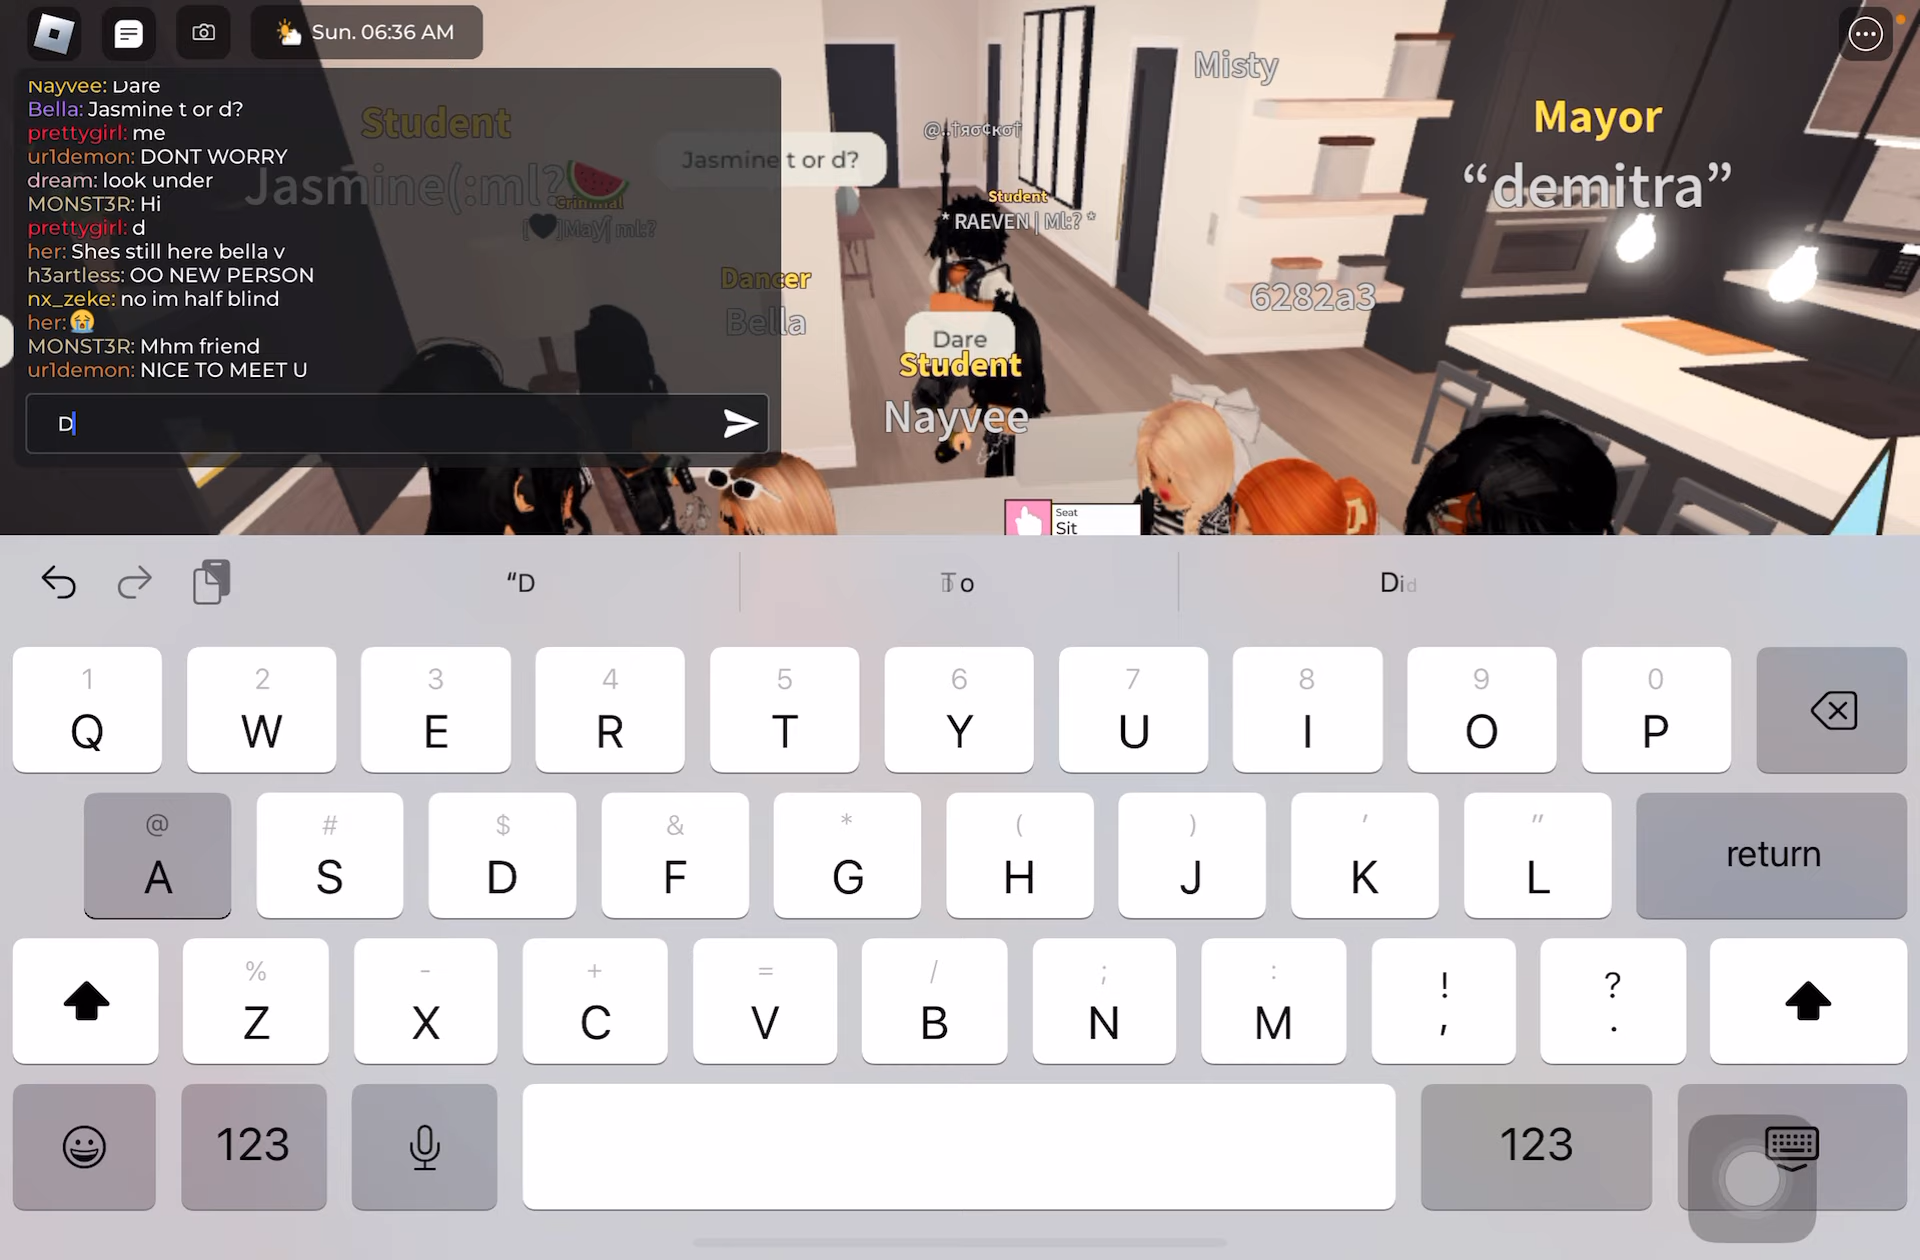 Sun. 06:36 AM
Nayvee: Dare
Bella: Jasmine t or d?
prettygirl: me
ur1demon: DONT WORRY
dream: look under
MONST3R: Hi
prettygirl: d
her: Shes still here bella v
h3artless: OO NEW PERSON
nx_zeke: no im half blind
her: 😭
MONST3R: Mhm friend
ur1demon: NICE TO MEET U
D
Student
Jasmine(:ml?🍉
Criminal
[🖤]May[ ml:?
Jasmine t or d?
Dancer
Bella
Student
* RAEVEN | Ml:? *
Dare
Student
Nayvee
Misty
6282a3
Mayor
“demitra”
Seat
Sit
“D
Did
1 2 3 4 5 6 7 8 9 0
Q W E R T Y U I O P
@ # $ & * ( ) ' "
A S D F G H J K L return
% - + = / ; : ! ?
Z X C V B N M , .
123 123